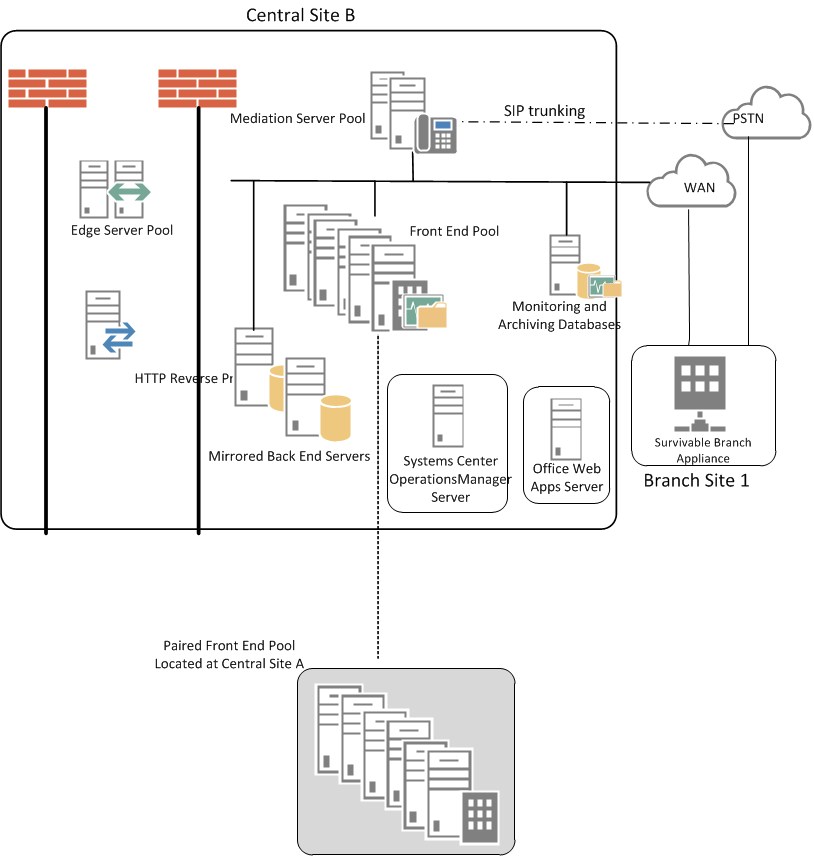 Central Site B
Mediation Server Pool
SIP trunking
PSTN
WAN
Edge Server Pool
Front End Pool
Monitoring and
Archiving Databases
HTTP Reverse Pr
Mirrored Back End Servers
Systems Center
OperationsManager
Server
Office Web
Apps Server
Survivable Branch
Appliance
Branch Site 1
Paired Front End Pool
Located at Central Site A